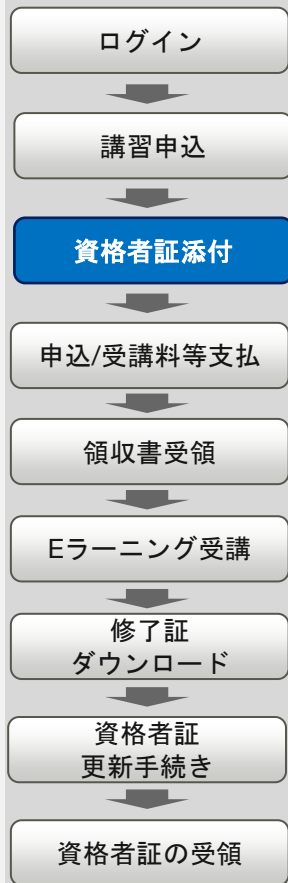 ログイン
講習申込
資格者証添付
申込/受講料等支払
領収書受領
Eラーニング受講
修了証
ダウンロード
資格者証
更新手続き
資格者証の受領